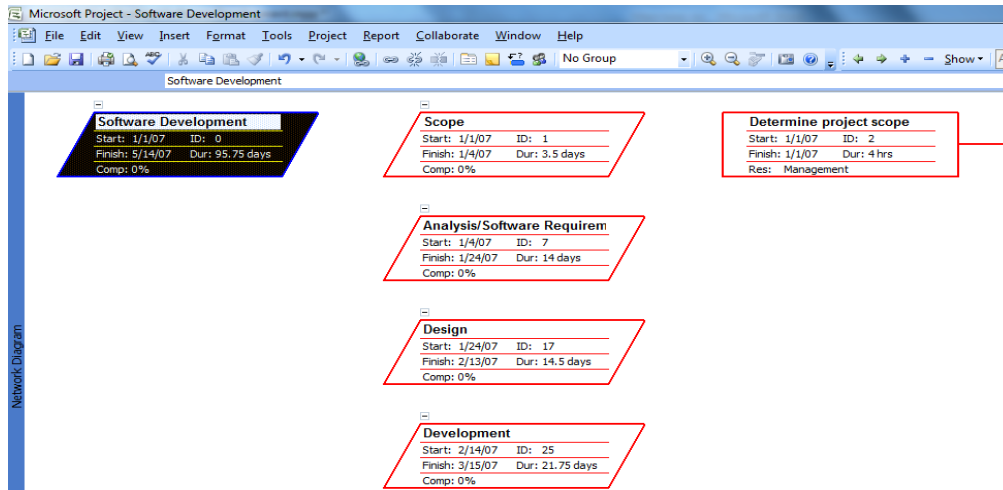 Microsoft Project - Software Development
File Edit View Insert Format Tools Project Report Collaborate Window Help
No Group Show
Software Development
Network Diagram
Software Development
Start: 1/1/07 ID: 0
Finish: 5/14/07 Dur: 95.75 days
Comp: 0%
Scope
Start: 1/1/07 ID: 1
Finish: 1/4/07 Dur: 3.5 days
Comp: 0%
Determine project scope
Start: 1/1/07 ID: 2
Finish: 1/1/07 Dur: 4 hrs
Res: Management
Analysis/Software Requirem
Start: 1/4/07 ID: 7
Finish: 1/24/07 Dur: 14 days
Comp: 0%
Design
Start: 1/24/07 ID: 17
Finish: 2/13/07 Dur: 14.5 days
Comp: 0%
Development
Start: 2/14/07 ID: 25
Finish: 3/15/07 Dur: 21.75 days
Comp: 0%